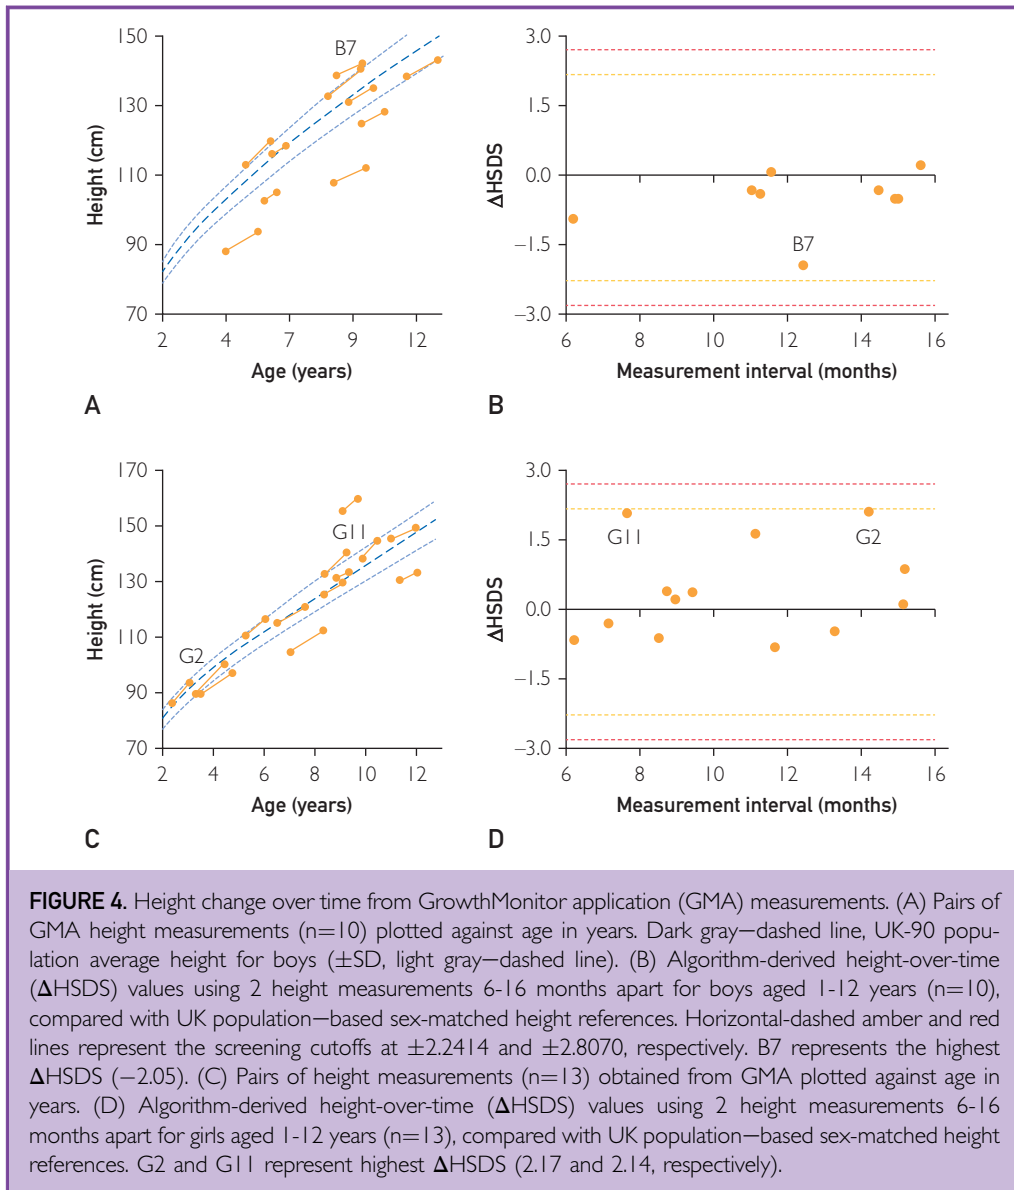 150
130
110
90
70
Height (cm)
B7
2
4
7
9
12
Age (years)
A
3.0
1.5
0.0
−1.5
−3.0
ΔHSDS
B7
6
8
10
12
14
16
Measurement interval (months)
B
170
150
130
110
90
70
Height (cm)
G11
G2
2
4
6
8
10
12
Age (years)
C
3.0
1.5
0.0
−1.5
−3.0
ΔHSDS
G11
G2
6
8
10
12
14
16
Measurement interval (months)
D
FIGURE 4. Height change over time from GrowthMonitor application (GMA) measurements. (A) Pairs of
GMA height measurements (n=10) plotted against age in years. Dark gray–dashed line, UK-90 popu-
lation average height for boys (±SD, light gray–dashed line). (B) Algorithm-derived height-over-time
(ΔHSDS) values using 2 height measurements 6-16 months apart for boys aged 1-12 years (n=10),
compared with UK population–based sex-matched height references. Horizontal-dashed amber and red
lines represent the screening cutoffs at ±2.2414 and ±2.8070, respectively. B7 represents the highest
ΔHSDS (−2.05). (C) Pairs of height measurements (n=13) obtained from GMA plotted against age in
years. (D) Algorithm-derived height-over-time (ΔHSDS) values using 2 height measurements 6-16
months apart for girls aged 1-12 years (n=13), compared with UK population–based sex-matched height
references. G2 and G11 represent highest ΔHSDS (2.17 and 2.14, respectively).